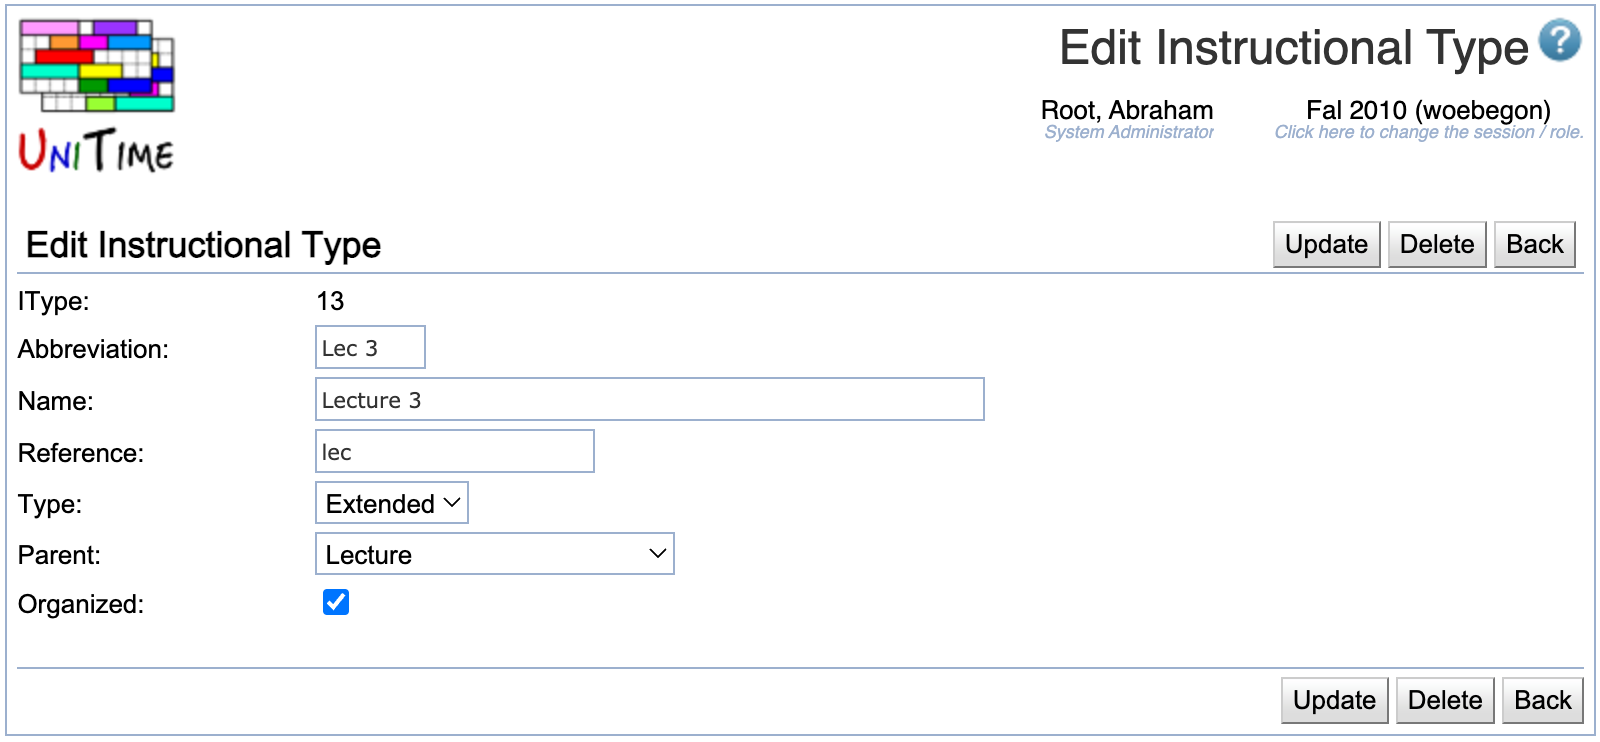 Edit Instructional Type ?
Root, Abraham Fal 2010 (woebegon)
System Administrator Click here to change the session / role.
UNITIME
Edit Instructional Type Update Delete Back
IType: 13
Abbreviation: Lec 3
Name: Lecture 3
Reference: lec
Type: Extended
Parent: Lecture
Organized:
Update Delete Back